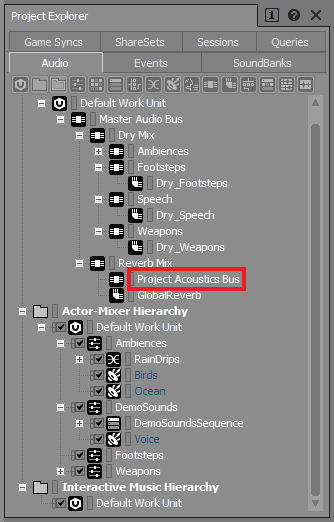 Project Explorer
1 ? ×
Game Syncs ShareSets Sessions Queries
Audio Events SoundBanks
Default Work Unit
Master Audio Bus
Dry Mix
Ambiences
Footsteps
Dry_Footsteps
Speech
Dry_Speech
Weapons
Dry_Weapons
Reverb Mix
Project Acoustics Bus
GlobalReverb
Actor-Mixer Hierarchy
Default Work Unit
Ambiences
RainDrips
Birds
Ocean
DemoSounds
DemoSoundsSequence
Voice
Footsteps
Weapons
Interactive Music Hierarchy
Default Work Unit